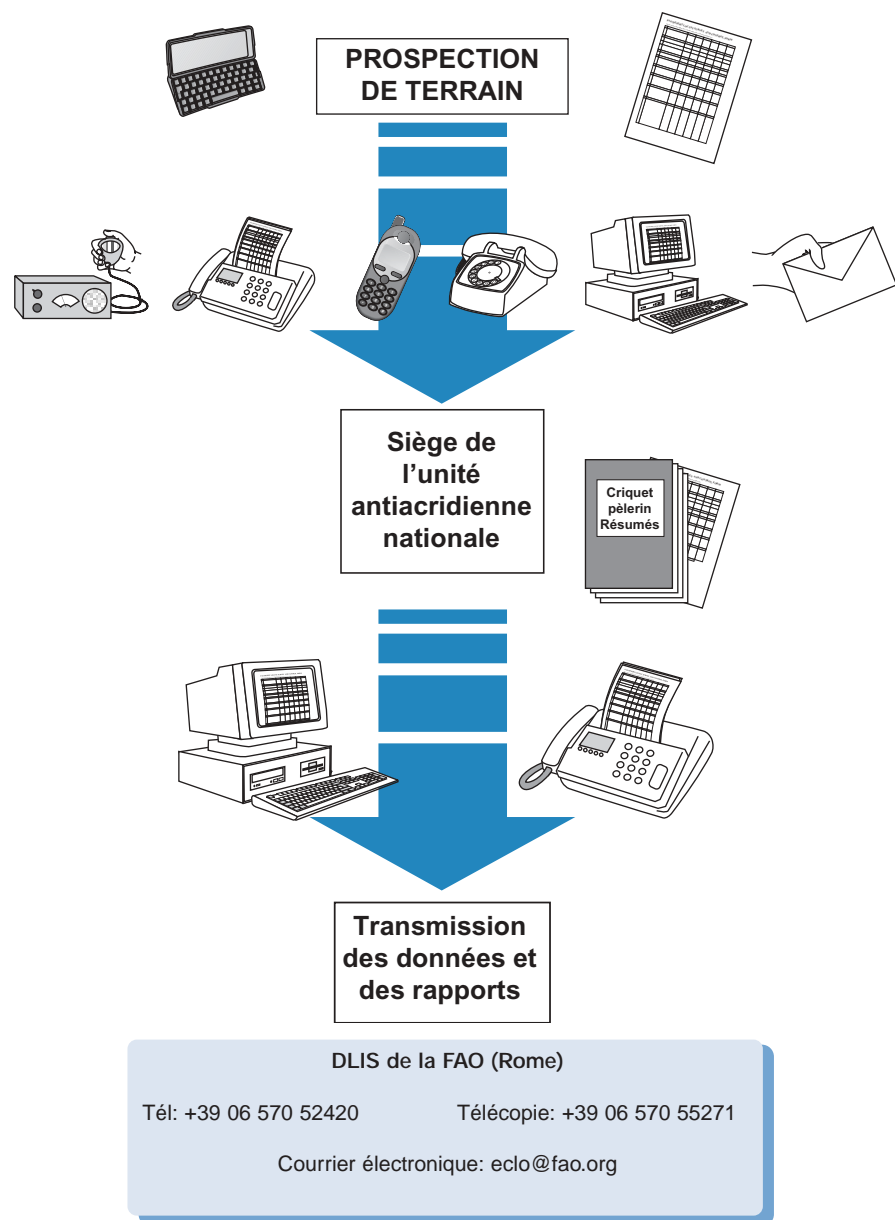 PROSPECTION
DE TERRAIN
Siège de
l’unité
antiacridienne
nationale
Criquet
pèlerin
Résumés
Transmission
des données et
des rapports
DLIS de la FAO (Rome)
Tél: +39 06 570 52420 Télécopie: +39 06 570 55271
Courrier électronique: eclo@fao.org